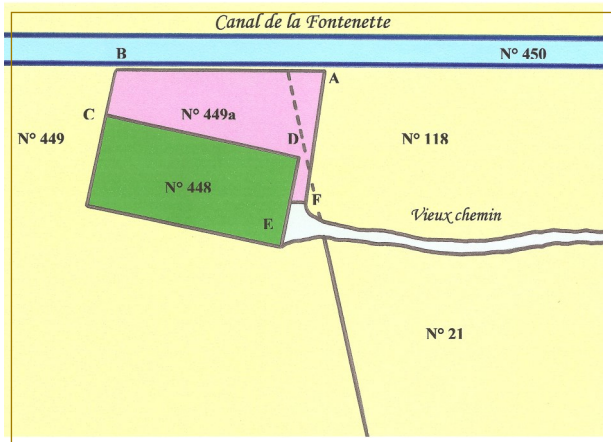 Canal de la Fontenette
B
N° 450
A
C
N° 449a
D
N° 449
N° 118
N° 448
F
E
Vieux chemin
N° 21